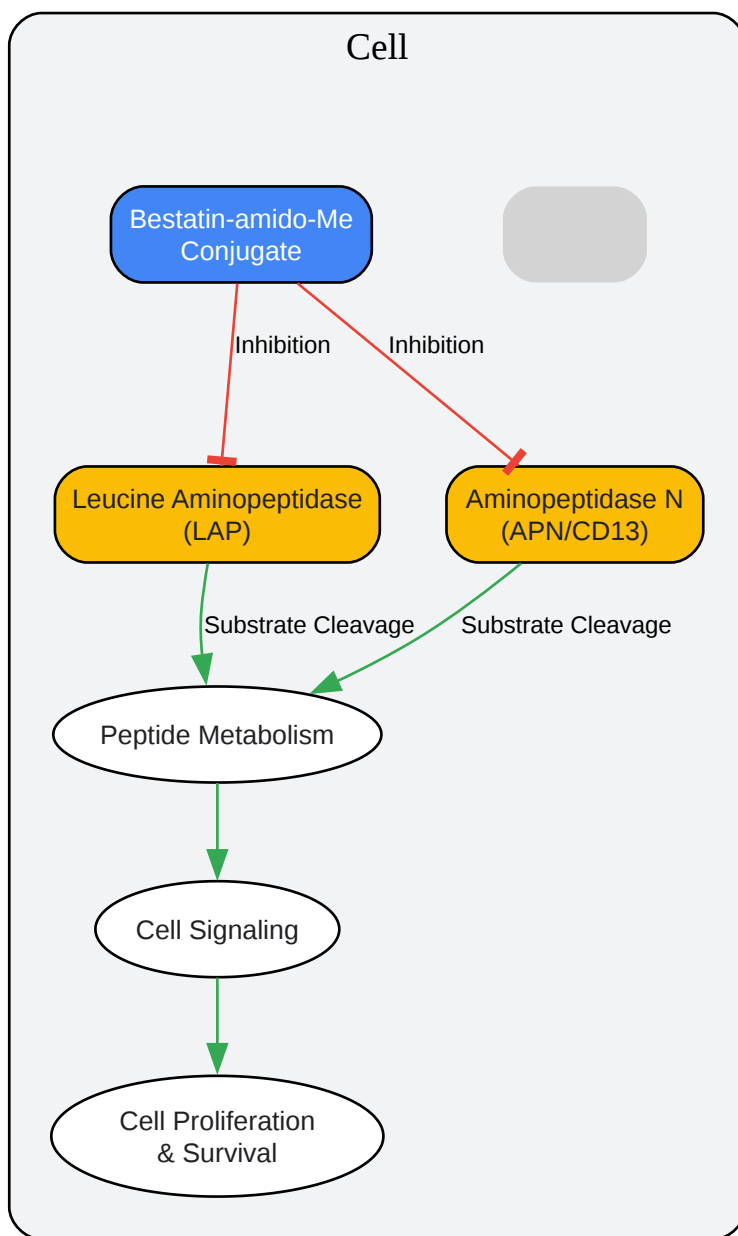 Cell
Bestatin-amido-Me
Conjugate
Inhibition
Inhibition
Leucine Aminopeptidase
(LAP)
Aminopeptidase N
(APN/CD13)
Substrate Cleavage
Substrate Cleavage
Peptide Metabolism
Cell Signaling
Cell Proliferation
& Survival